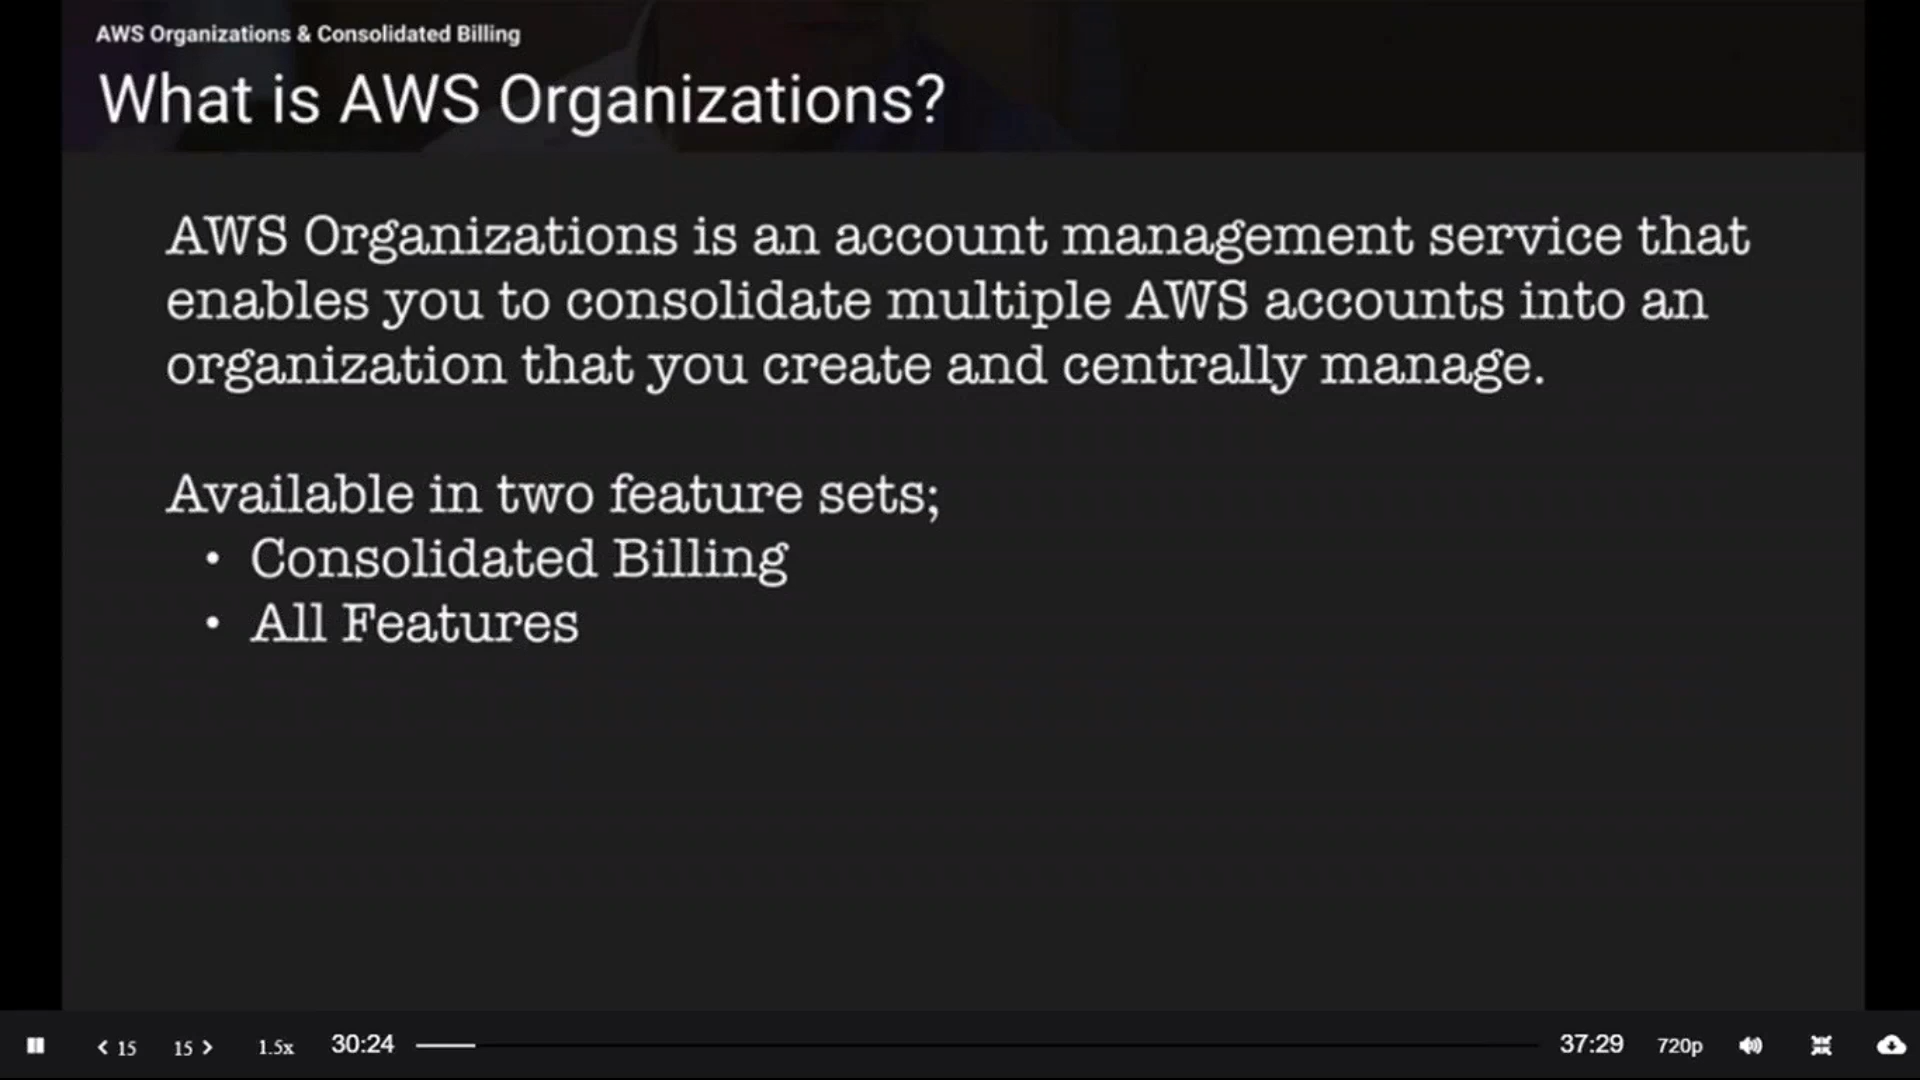 AWS Organizations & Consolidated Billing
What is AWS Organizations?
AWS Organizations is an account management service that
enables you to consolidate multiple AWS accounts into an
organization that you create and centrally manage.
Available in two feature sets;
• Consolidated Billing
• All Features
15 15 1.5x 30:24 37:29 720p